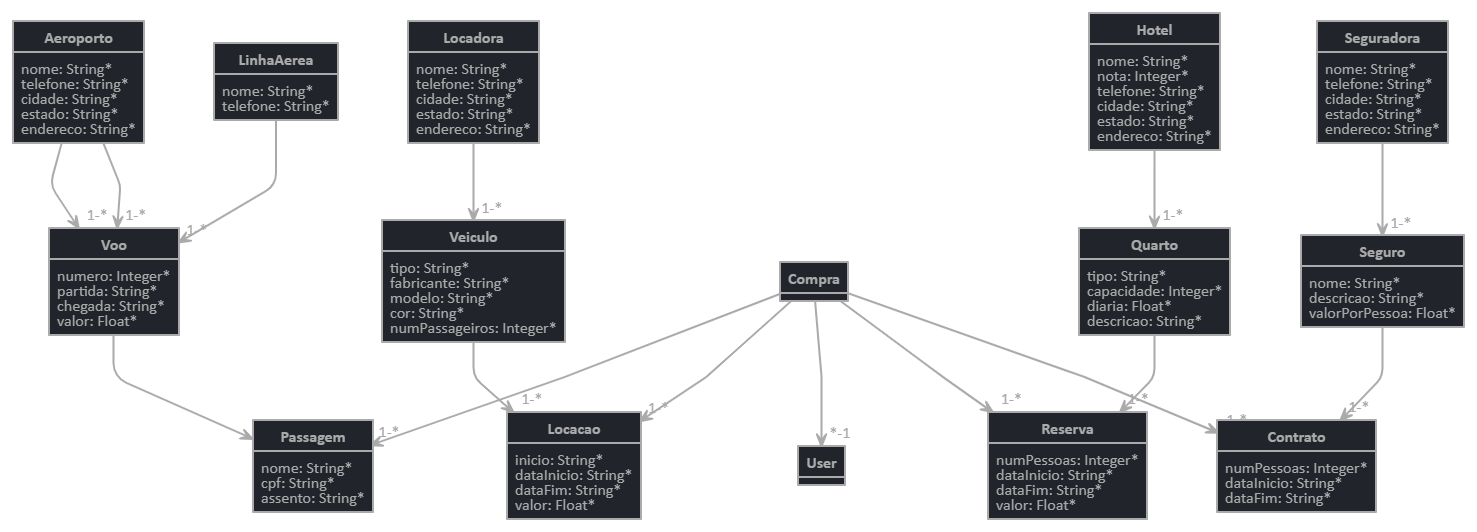 Aeroporto
nome: String*
telefone: String*
cidade: String*
estado: String*
endereco: String*
LinhaAerea
nome: String*
telefone: String*
Locadora
nome: String*
telefone: String*
cidade: String*
estado: String*
endereco: String*
Hotel
nome: String*
nota: Integer*
telefone: String*
cidade: String*
estado: String*
endereco: String*
Seguradora
nome: String*
telefone: String*
cidade: String*
estado: String*
endereco: String*
1-*
1-*
1-*
1-*
1-*
1-*
Voo
numero: Integer*
partida: String*
chegada: String*
valor: Float*
Veiculo
tipo: String*
fabricante: String*
modelo: String*
cor: String*
numPassageiros: Integer*
Compra
Quarto
tipo: String*
capacidade: Integer*
diaria: Float*
descricao: String*
Seguro
nome: String*
descricao: String*
valorPorPessoa: Float*
1-*
1-*
1-*
*-1
1-*
1-*
1-*
1-*
Passagem
nome: String*
cpf: String*
assento: String*
Locacao
inicio: String*
dataInicio: String*
dataFim: String*
valor: Float*
User
Reserva
numPessoas: Integer*
dataInicio: String*
dataFim: String*
valor: Float*
Contrato
numPessoas: Integer*
dataInicio: String*
dataFim: String*